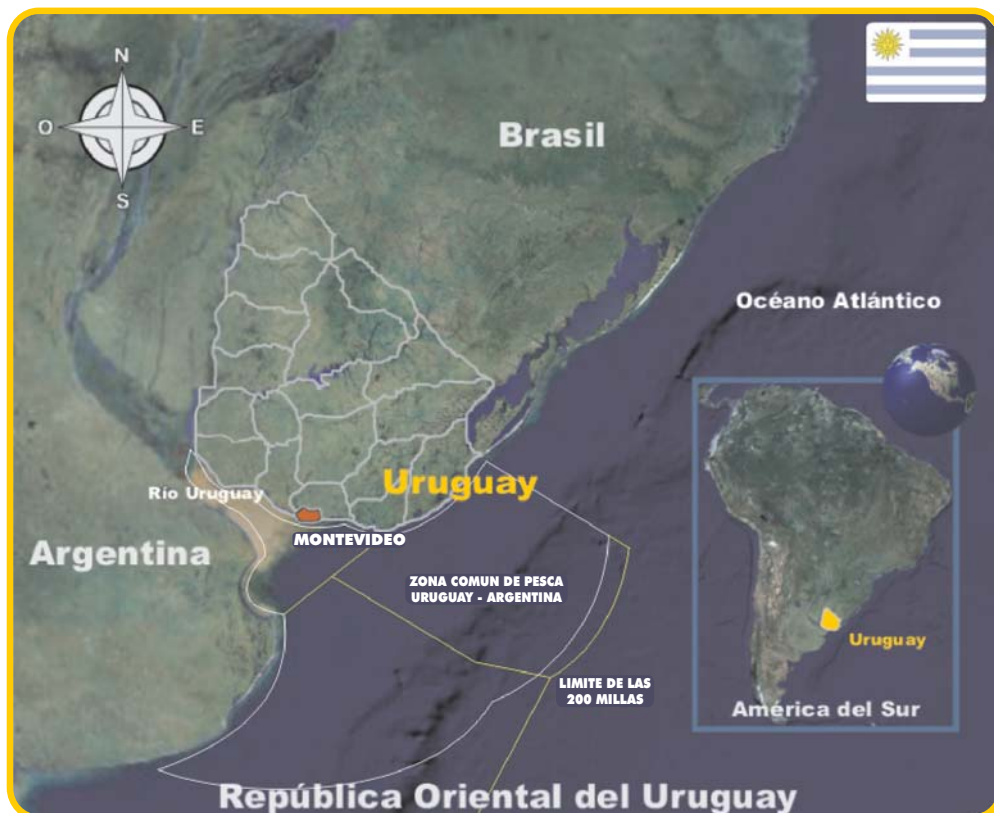 N
O
E
S
Brasil
Océano Atlántico
Río Uruguay
Uruguay
MONTEVIDEO
Argentina
ZONA COMUN DE PESCA
URUGUAY - ARGENTINA
LIMITE DE LAS
200 MILLAS
Uruguay
América del Sur
República Oriental del Uruguay